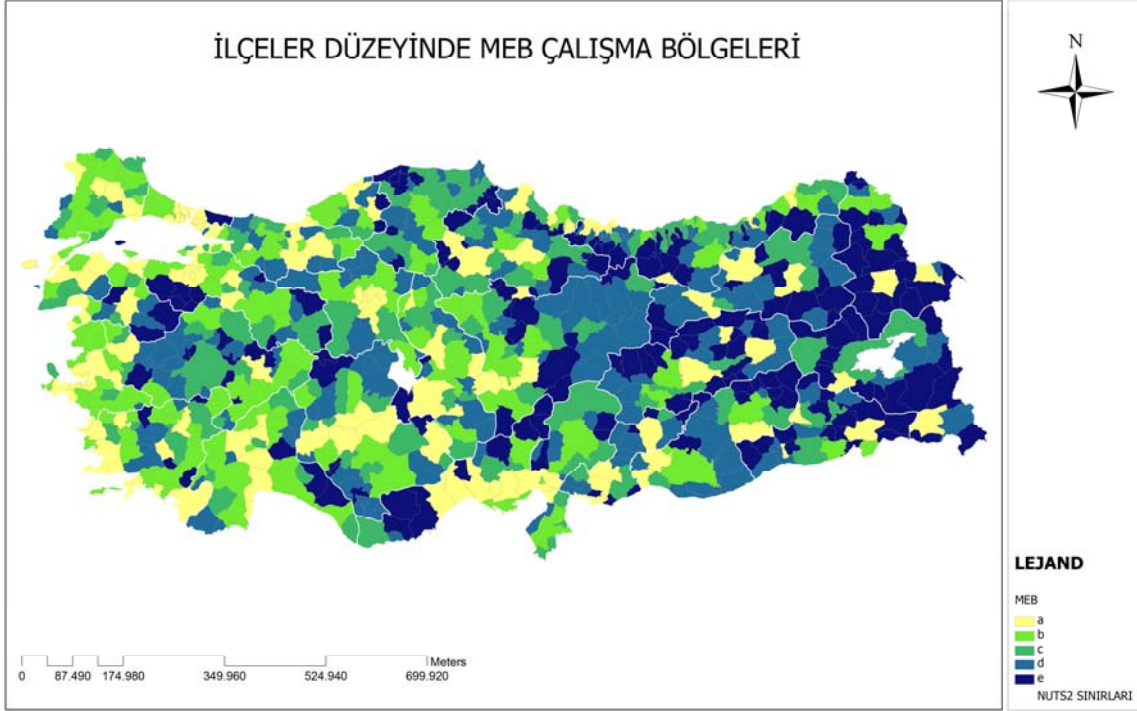 İLÇELER DÜZEYİNDE MEB ÇALIŞMA BÖLGELERİ
N
LEJAND
MEB
a
b
c
d
e
NUTS2 SINIRLARI
Meters
0 87.490 174.980 349.960 524.940 699.920